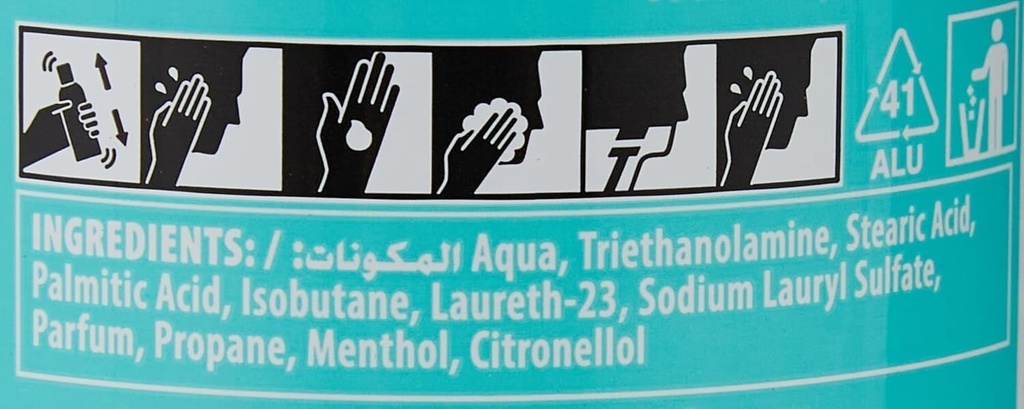 41
ALU
INGREDIENTS: / المكونات: Aqua, Triethanolamine, Stearic Acid,
Palmitic Acid, Isobutane, Laureth-23, Sodium Lauryl Sulfate,
Parfum, Propane, Menthol, Citronellol